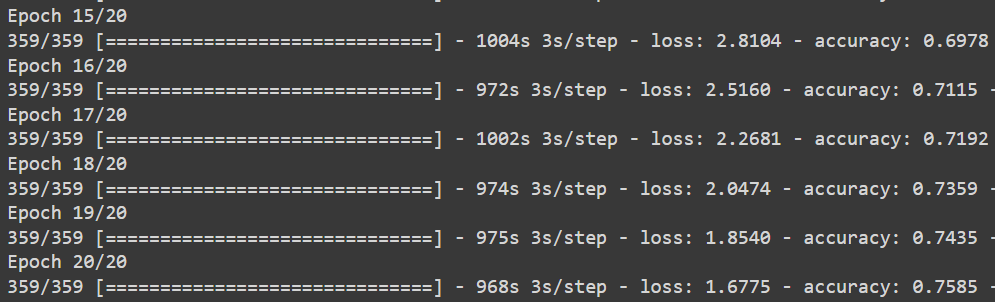 Epoch 15/20
359/359 [==============================] - 1004s 3s/step - loss: 2.8104 - accuracy: 0.6978
Epoch 16/20
359/359 [==============================] - 972s 3s/step - loss: 2.5160 - accuracy: 0.7115 -
Epoch 17/20
359/359 [==============================] - 1002s 3s/step - loss: 2.2681 - accuracy: 0.7192
Epoch 18/20
359/359 [==============================] - 974s 3s/step - loss: 2.0474 - accuracy: 0.7359 -
Epoch 19/20
359/359 [==============================] - 975s 3s/step - loss: 1.8540 - accuracy: 0.7435 -
Epoch 20/20
359/359 [==============================] - 968s 3s/step - loss: 1.6775 - accuracy: 0.7585 -